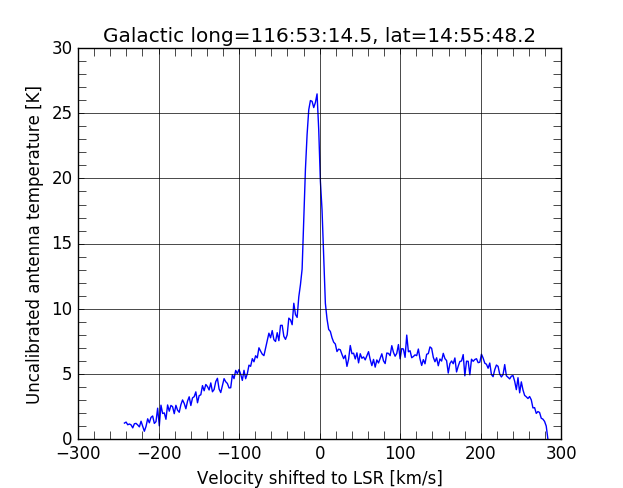 Galactic long=116:53:14.5, lat=14:55:48.2
Uncalibrated antenna temperature [K]
30
25
20
15
10
5
0
−300 −200 −100 0 100 200 300
Velocity shifted to LSR [km/s]